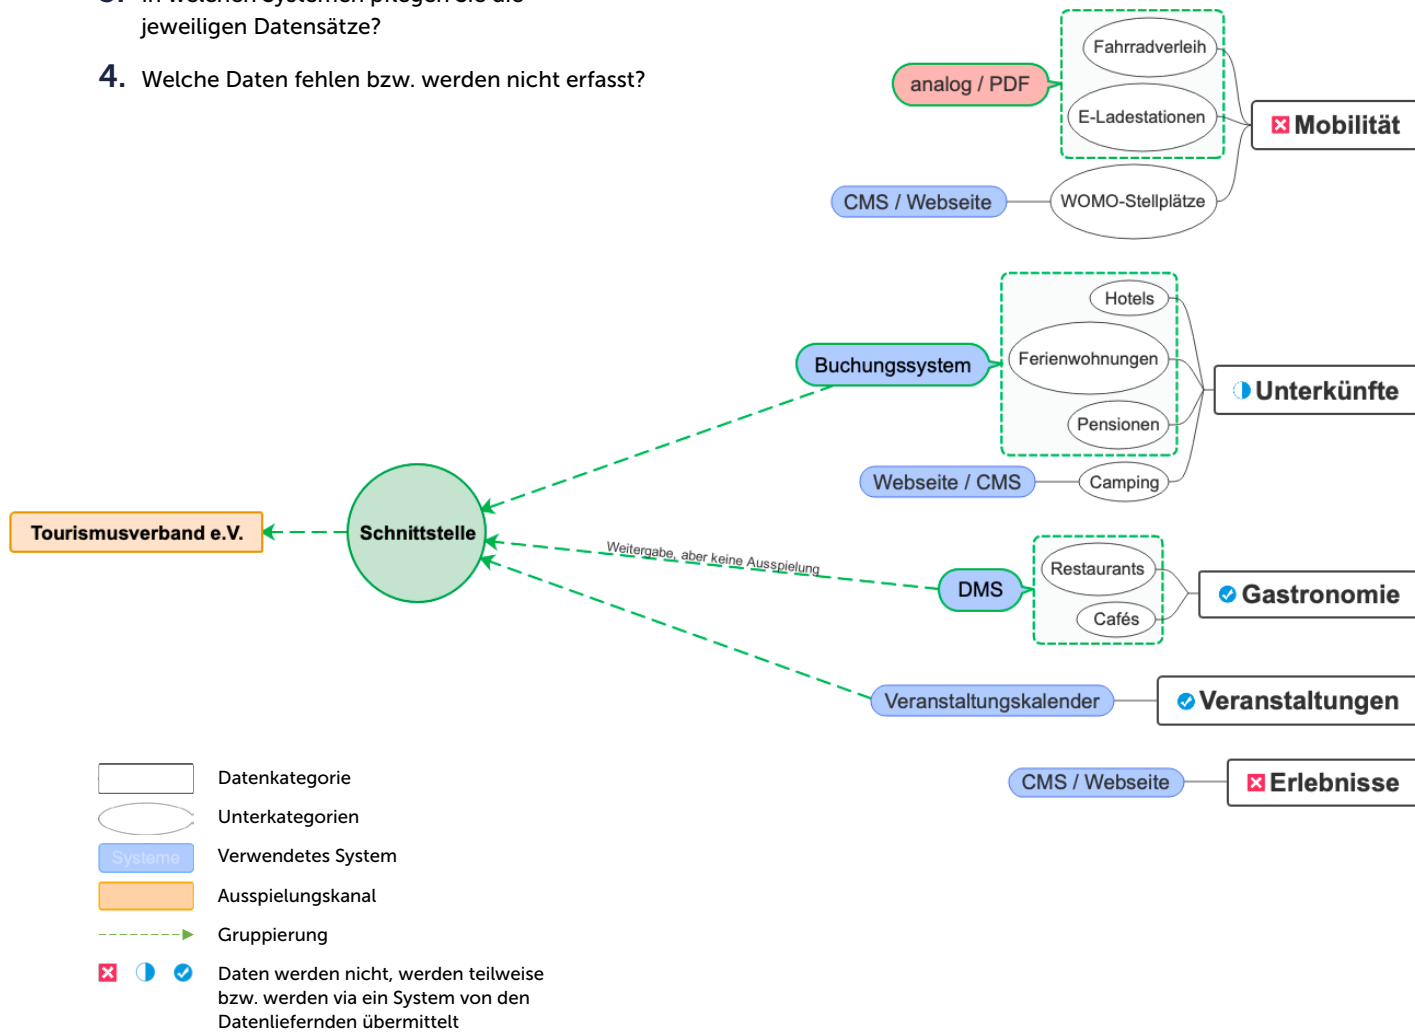 jeweiligen Datensätze?
4. Welche Daten fehlen bzw. werden nicht erfasst?
Fahrradverleih
analog / PDF
E-Ladestationen
Mobilität
CMS / Webseite
WOMO-Stellplätze
Hotels
Buchungssystem
Ferienwohnungen
Unterkünfte
Pensionen
Webseite / CMS
Camping
Tourismusverband e.V.
Schnittstelle
Weitergabe, aber keine Ausspielung
DMS
Restaurants
Gastronomie
Cafés
Veranstaltungskalender
Veranstaltungen
CMS / Webseite
Erlebnisse
Datenkategorie
Unterkategorien
Systeme
Verwendetes System
Ausspielungskanal
Gruppierung
Daten werden nicht, werden teilweise
bzw. werden via ein System von den
Datenliefernden übermittelt